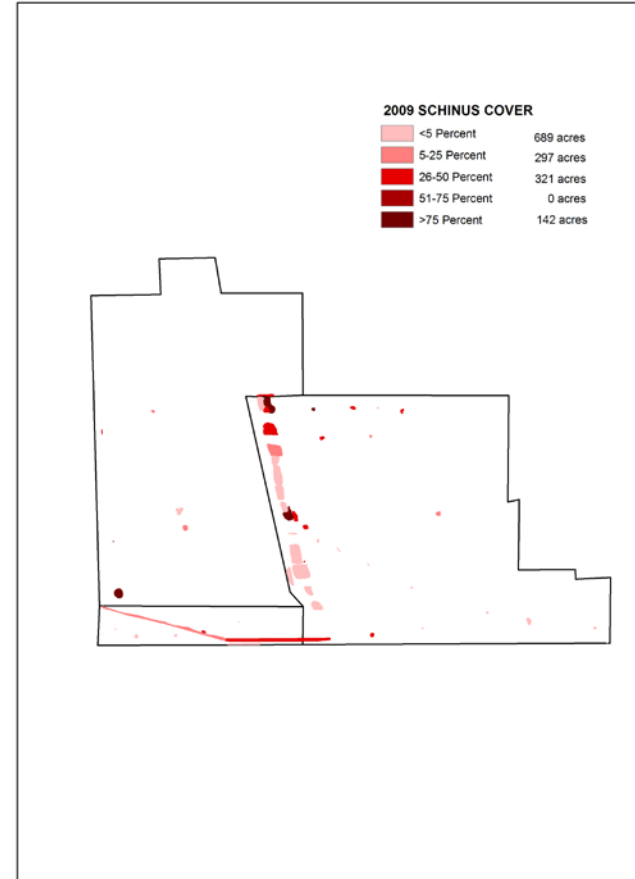 2009 SCHINUS COVER
<5 Percent 689 acres
5-25 Percent 297 acres
26-50 Percent 321 acres
51-75 Percent 0 acres
>75 Percent 142 acres